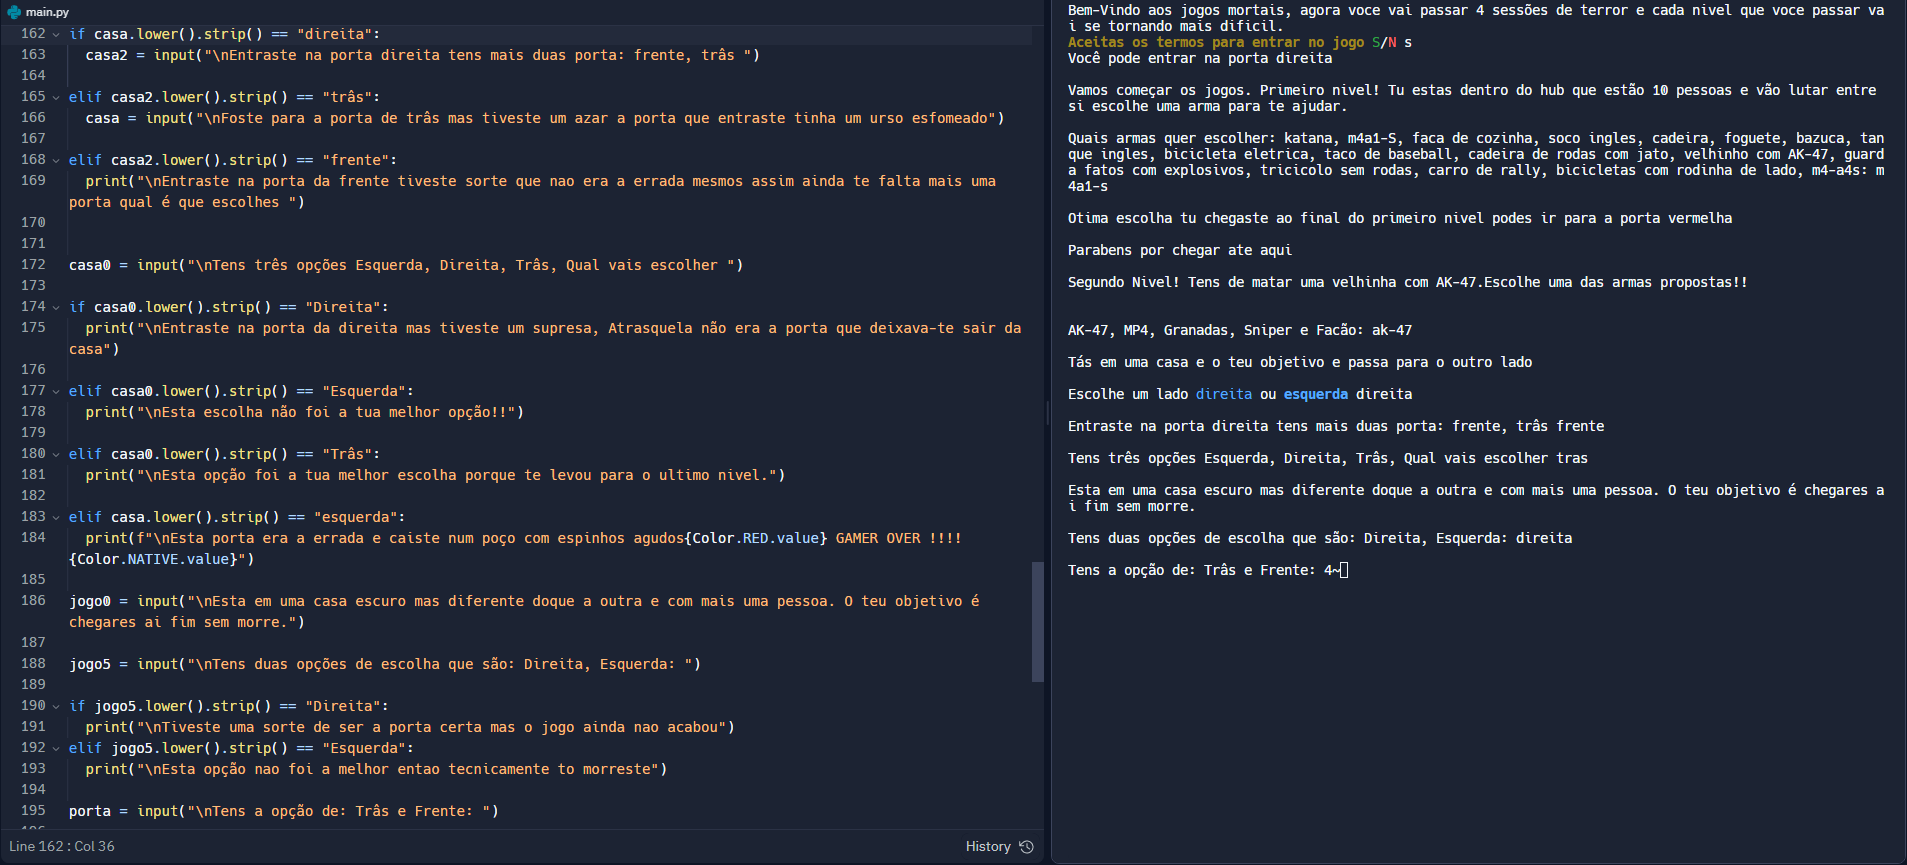 main.py
162 if casa.lower().strip() == "direita":
163 casa2 = input("\nEntraste na porta direita tens mais duas porta: frente, trâs ")
164
165 elif casa2.lower().strip() == "trâs":
166 casa = input("\nFoste para a porta de trâs mas tiveste um azar a porta que entraste tinha um urso esfomeado")
167
168 elif casa2.lower().strip() == "frente":
169 print("\nEntraste na porta da frente tiveste sorte que nao era a errada mesmos assim ainda te falta mais uma
porta qual é que escolhes ")
170
171
172 casa0 = input("\nTens três opções Esquerda, Direita, Trâs, Qual vais escolher ")
173
174 if casa0.lower().strip() == "Direita":
175 print("\nEntraste na porta da direita mas tiveste um supresa, Atrasquela não era a porta que deixava-te sair da
casa")
176
177 elif casa0.lower().strip() == "Esquerda":
178 print("\nEsta escolha não foi a tua melhor opção!!")
179
180 elif casa0.lower().strip() == "Trâs":
181 print("\nEsta opção foi a tua melhor escolha porque te levou para o ultimo nivel.")
182
183 elif casa.lower().strip() == "esquerda":
184 print(f"\nEsta porta era a errada e caiste num poço com espinhos agudos{Color.RED.value} GAMER OVER !!!!
{Color.NATIVE.value}")
185
186 jogo0 = input("\nEsta em uma casa escuro mas diferente doque a outra e com mais uma pessoa. O teu objetivo é
chegares ai fim sem morre.")
187
188 jogo5 = input("\nTens duas opções de escolha que são: Direita, Esquerda: ")
189
190 if jogo5.lower().strip() == "Direita":
191 print("\nTiveste uma sorte de ser a porta certa mas o jogo ainda nao acabou")
192 elif jogo5.lower().strip() == "Esquerda":
193 print("\nEsta opção nao foi a melhor entao tecnicamente to morreste")
194
195 porta = input("\nTens a opção de: Trâs e Frente: ")
Line 162 : Col 36
History
Bem-Vindo aos jogos mortais, agora voce vai passar 4 sessões de terror e cada nivel que voce passar va
i se tornando mais dificil.
Aceitas os termos para entrar no jogo S/N s
Você pode entrar na porta direita
Vamos começar os jogos. Primeiro nivel! Tu estas dentro do hub que estão 10 pessoas e vão lutar entre
si escolhe uma arma para te ajudar.
Quais armas quer escolher: katana, m4a1-S, faca de cozinha, soco ingles, cadeira, foguete, bazuca, tan
que ingles, bicicleta eletrica, taco de baseball, cadeira de rodas com jato, velhinho com AK-47, guard
a fatos com explosivos, tricicolo sem rodas, carro de rally, bicicletas com rodinha de lado, m4-a4s: m
4a1-s
Otima escolha tu chegaste ao final do primeiro nivel podes ir para a porta vermelha
Parabens por chegar ate aqui
Segundo Nivel! Tens de matar uma velhinha com AK-47.Escolhe uma das armas propostas!!
AK-47, MP4, Granadas, Sniper e Facão: ak-47
Tás em uma casa e o teu objetivo e passa para o outro lado
Escolhe um lado direita ou esquerda direita
Entraste na porta direita tens mais duas porta: frente, trâs frente
Tens três opções Esquerda, Direita, Trâs, Qual vais escolher tras
Esta em uma casa escuro mas diferente doque a outra e com mais uma pessoa. O teu objetivo é chegares a
i fim sem morre.
Tens duas opções de escolha que são: Direita, Esquerda: direita
Tens a opção de: Trâs e Frente: 4~